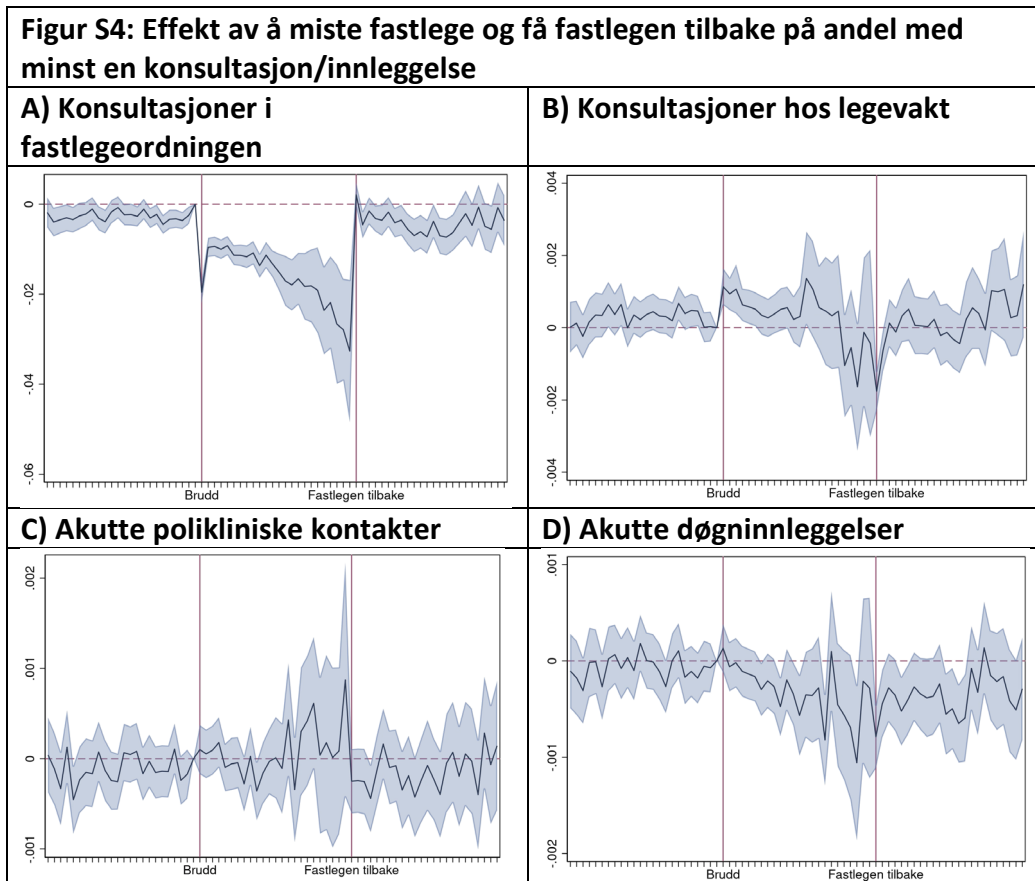 Figur S4: Effekt av å miste fastlege og få fastlegen tilbake på andel med
minst en konsultasjon/innleggelse
A) Konsultasjoner i
fastlegeordningen
B) Konsultasjoner hos legevakt
0
-.02
-.04
-.06
Brudd
Fastlegen tilbake
.004
.002
0
-.002
-.004
Brudd
Fastlegen tilbake
C) Akutte polikliniske kontakter
D) Akutte døgninnleggelser
.002
.001
0
-.001
Brudd
Fastlegen tilbake
.001
0
-.001
-.002
Brudd
Fastlegen tilbake